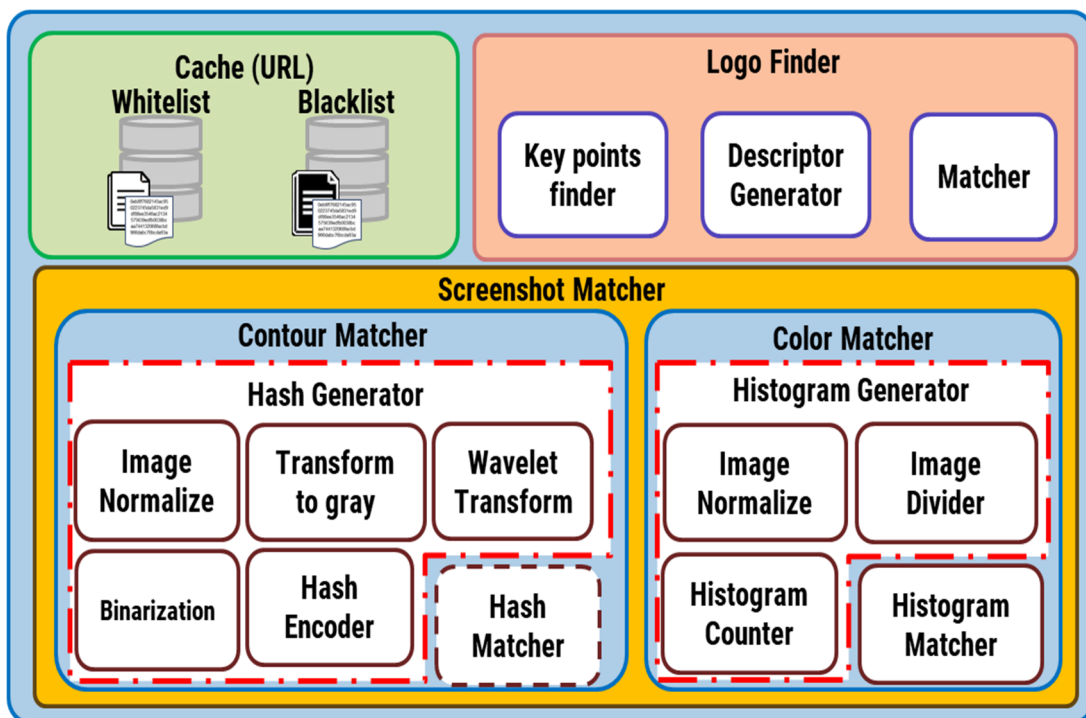 Cache (URL)
Whitelist
Blacklist
Logo Finder
Key points
finder
Descriptor
Generator
Matcher
Screenshot Matcher
Contour Matcher
Hash Generator
Image
Normalize
Transform
to gray
Wavelet
Transform
Binarization
Hash
Encoder
Hash
Matcher
Color Matcher
Histogram Generator
Image
Normalize
Image
Divider
Histogram
Counter
Histogram
Matcher